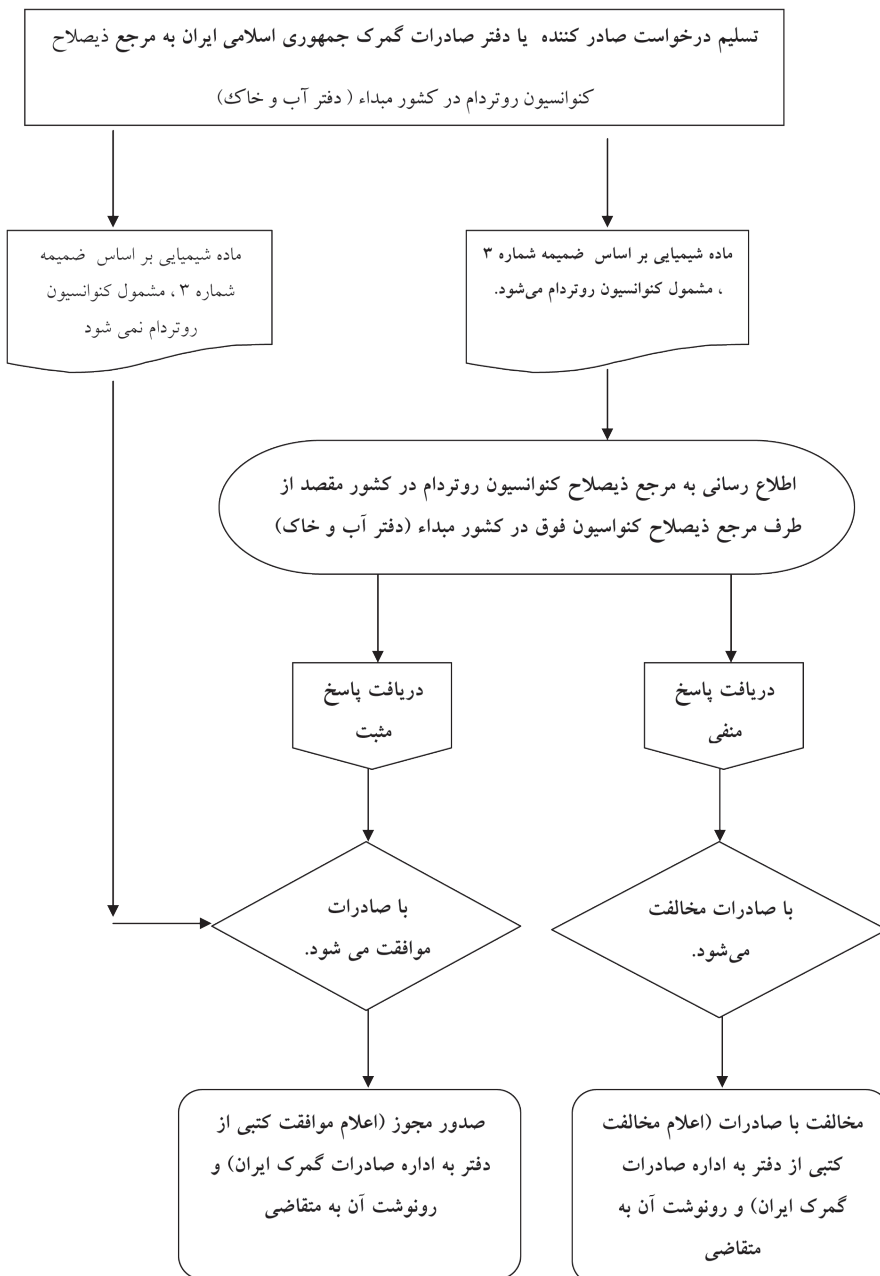 تسلیم درخواست صادر کننده یا دفتر صادرات گمرک جمهوری اسلامی ایران به مرجع ذیصلاح
کنوانسیون روتردام در کشور مبداء ( دفتر آب و خاک)
ماده شیمیایی بر اساس ضمیمه شماره ۳
، مشمول کنوانسیون روتردام می‌شود.
ماده شیمیایی بر اساس ضمیمه
شماره ۳ ، مشمول کنوانسیون
روتردام نمی شود
اطلاع رسانی به مرجع ذیصلاح کنوانسیون روتردام در کشور مقصد از
طرف مرجع ذیصلاح کنواسیون فوق در کشور مبداء (دفتر آب و خاک)
دریافت پاسخ
منفی
دریافت پاسخ
مثبت
با صادرات مخالفت
می‌شود.
با صادرات
موافقت می شود.
مخالفت با صادرات (اعلام مخالفت
کتبی از دفتر به اداره صادرات
گمرک ایران) و رونوشت آن به
متقاضی
صدور مجوز (اعلام موافقت کتبی از
دفتر به اداره صادرات گمرک ایران) و
رونوشت آن به متقاضی